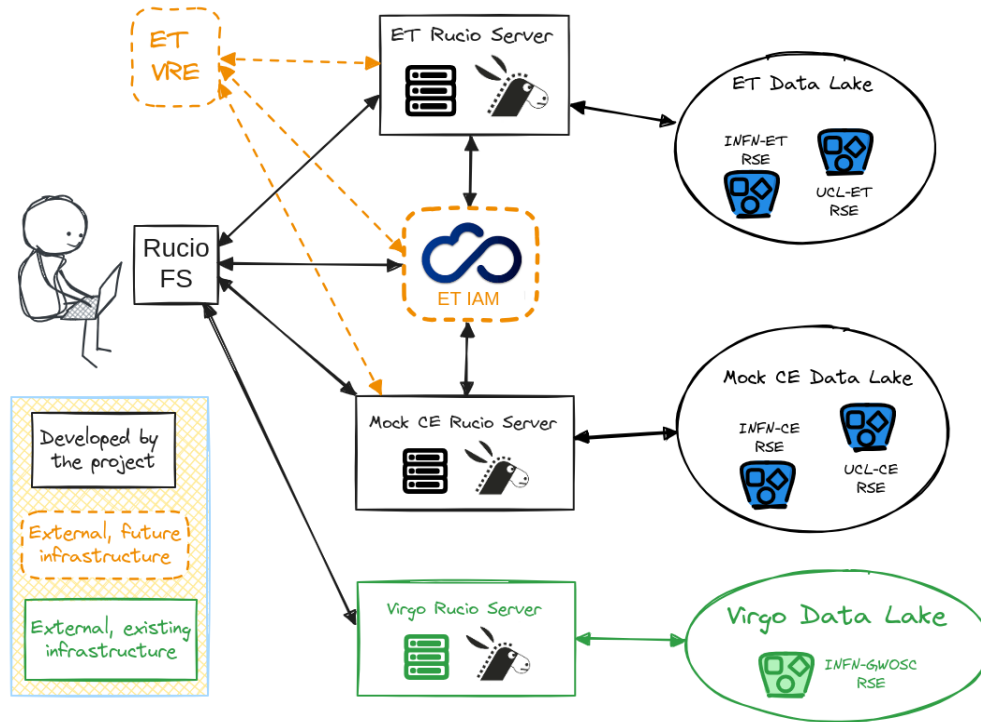 ET
VRE
ET Rucio Server
ET Data Lake
INFN-ET
RSE
UCL-ET
RSE
Rucio
FS
ET IAM
Mock CE Rucio Server
Mock CE Data Lake
INFN-CE
RSE
UCL-CE
RSE
Developed by
the project
External, future
infrastructure
External, existing
infrastructure
Virgo Rucio Server
Virgo Data Lake
INFN-GWOSC
RSE